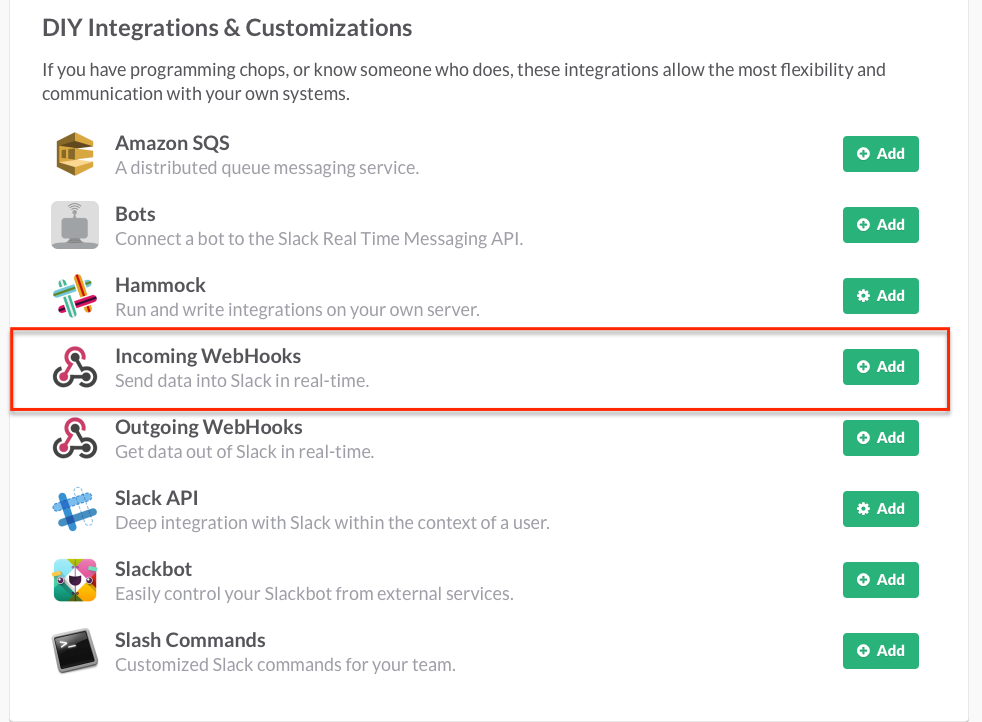 DIY Integrations & Customizations
If you have programming chops, or know someone who does, these integrations allow the most flexibility and
communication with your own systems.
Amazon SQS
A distributed queue messaging service.
Add
Bots
Connect a bot to the Slack Real Time Messaging API.
Add
Hammock
Run and write integrations on your own server.
Add
Incoming WebHooks
Send data into Slack in real-time.
Add
Outgoing WebHooks
Get data out of Slack in real-time.
Add
Slack API
Deep integration with Slack within the context of a user.
Add
Slackbot
Easily control your Slackbot from external services.
Add
>_
Slash Commands
Customized Slack commands for your team.
Add